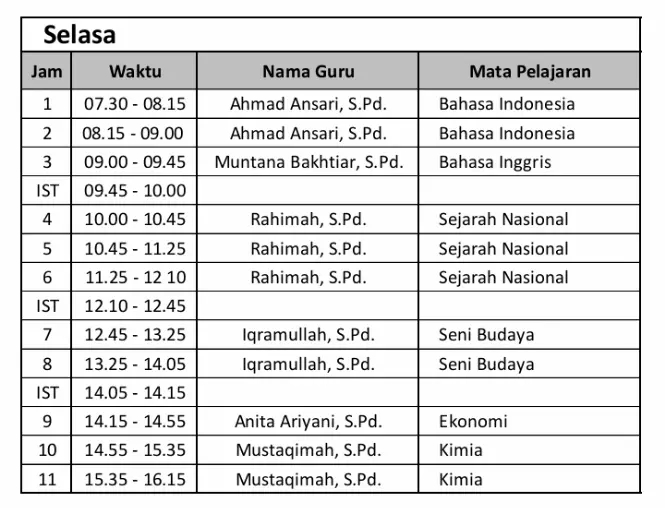 Selasa
Jam Waktu Nama Guru Mata Pelajaran
1 07.30 - 08.15 Ahmad Ansari, S.Pd. Bahasa Indonesia
2 08.15 - 09.00 Ahmad Ansari, S.Pd. Bahasa Indonesia
3 09.00 - 09.45 Muntana Bakhtiar, S.Pd. Bahasa Inggris
IST 09.45 - 10.00
4 10.00 - 10.45 Rahimah, S.Pd. Sejarah Nasional
5 10.45 - 11.25 Rahimah, S.Pd. Sejarah Nasional
6 11.25 - 12 10 Rahimah, S.Pd. Sejarah Nasional
IST 12.10 - 12.45
7 12.45 - 13.25 Iqramullah, S.Pd. Seni Budaya
8 13.25 - 14.05 Iqramullah, S.Pd. Seni Budaya
IST 14.05 - 14.15
9 14.15 - 14.55 Anita Ariyani, S.Pd. Ekonomi
10 14.55 - 15.35 Mustaqimah, S.Pd. Kimia
11 15.35 - 16.15 Mustaqimah, S.Pd. Kimia